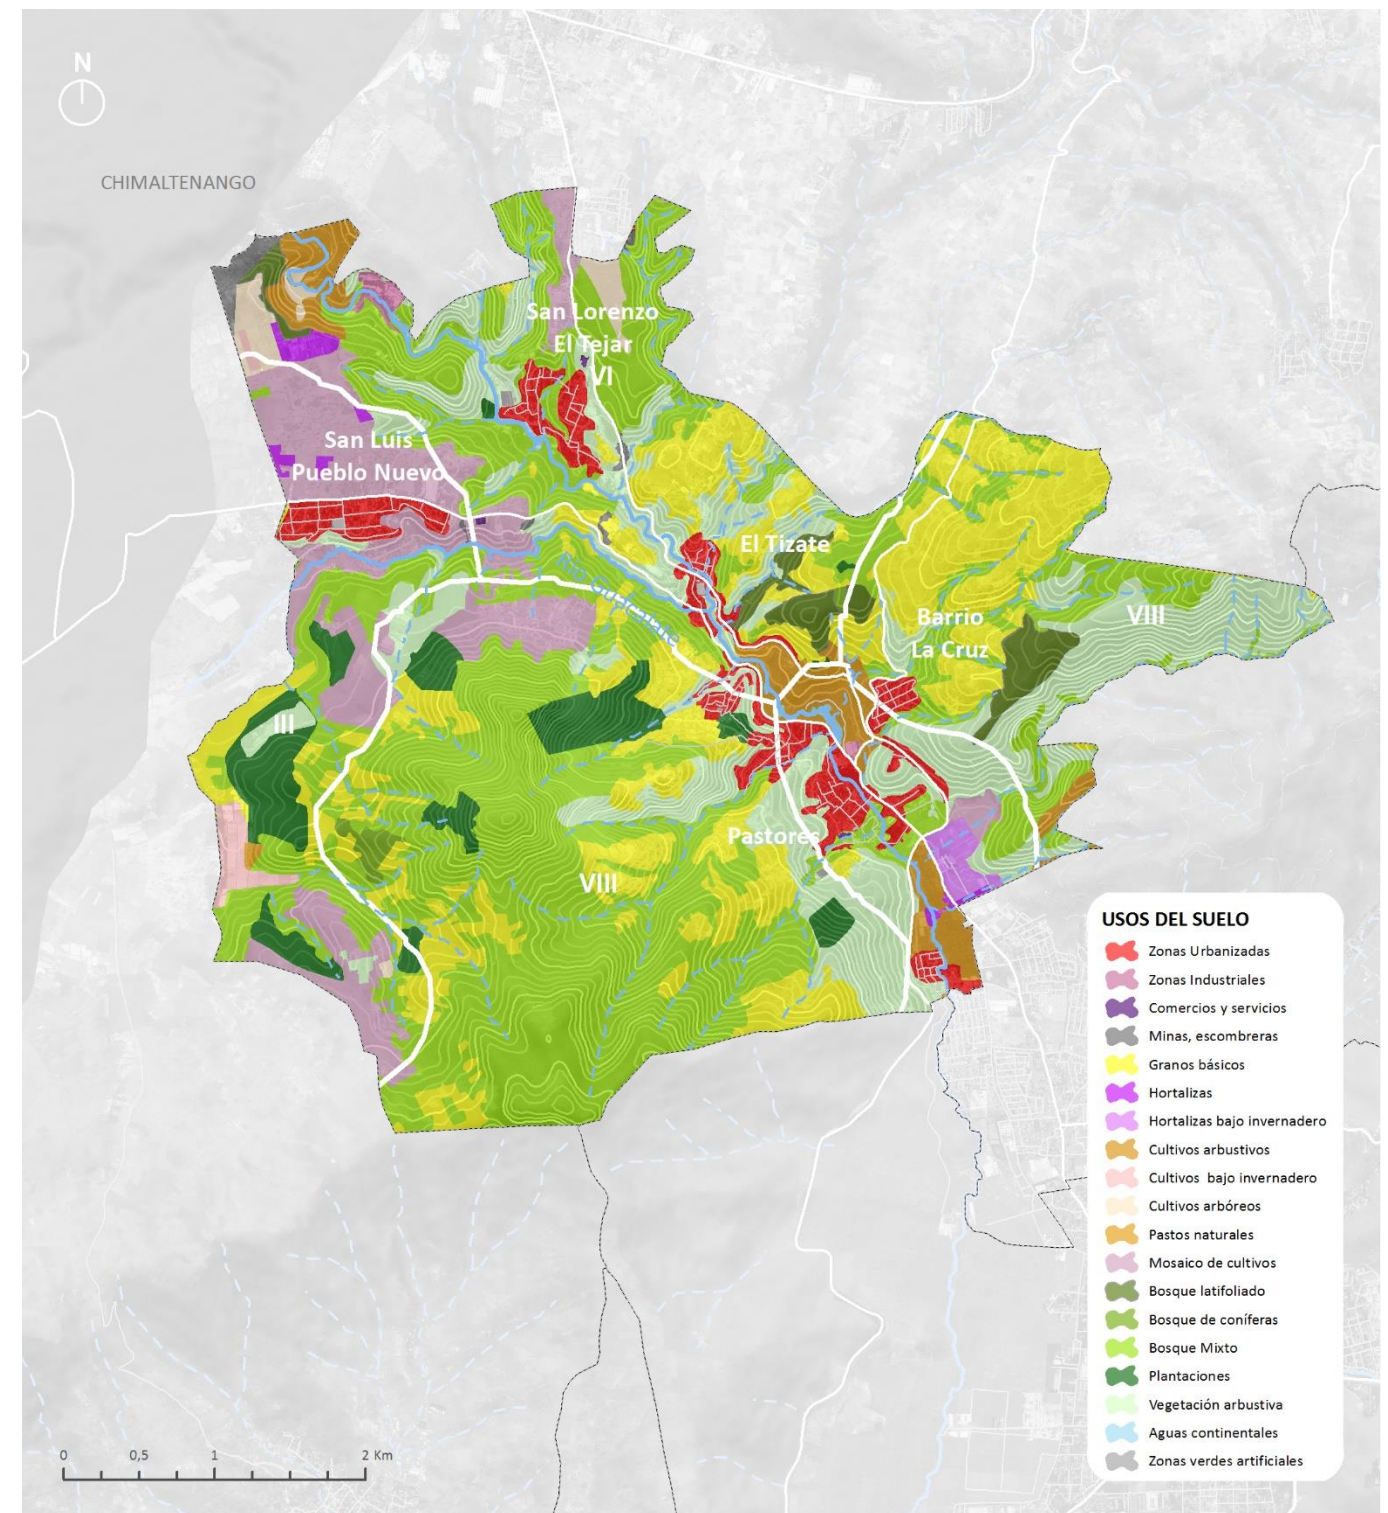 N
CHIMALTENANGO
San Lorenzo
El Tejar
VI
San Luis
Pueblo Nuevo
El Tizate
Río Guacalate
Barrio
La Cruz
VIII
III
Pastores
VIII
USOS DEL SUELO
Zonas Urbanizadas
Zonas Industriales
Comercios y servicios
Minas, escombreras
Granos básicos
Hortalizas
Hortalizas bajo invernadero
Cultivos arbustivos
Cultivos bajo invernadero
Cultivos arbóreos
Pastos naturales
Mosaico de cultivos
Bosque latifoliado
Bosque de coníferas
Bosque Mixto
Plantaciones
Vegetación arbustiva
Aguas continentales
Zonas verdes artificiales
0 0,5 1 2 Km